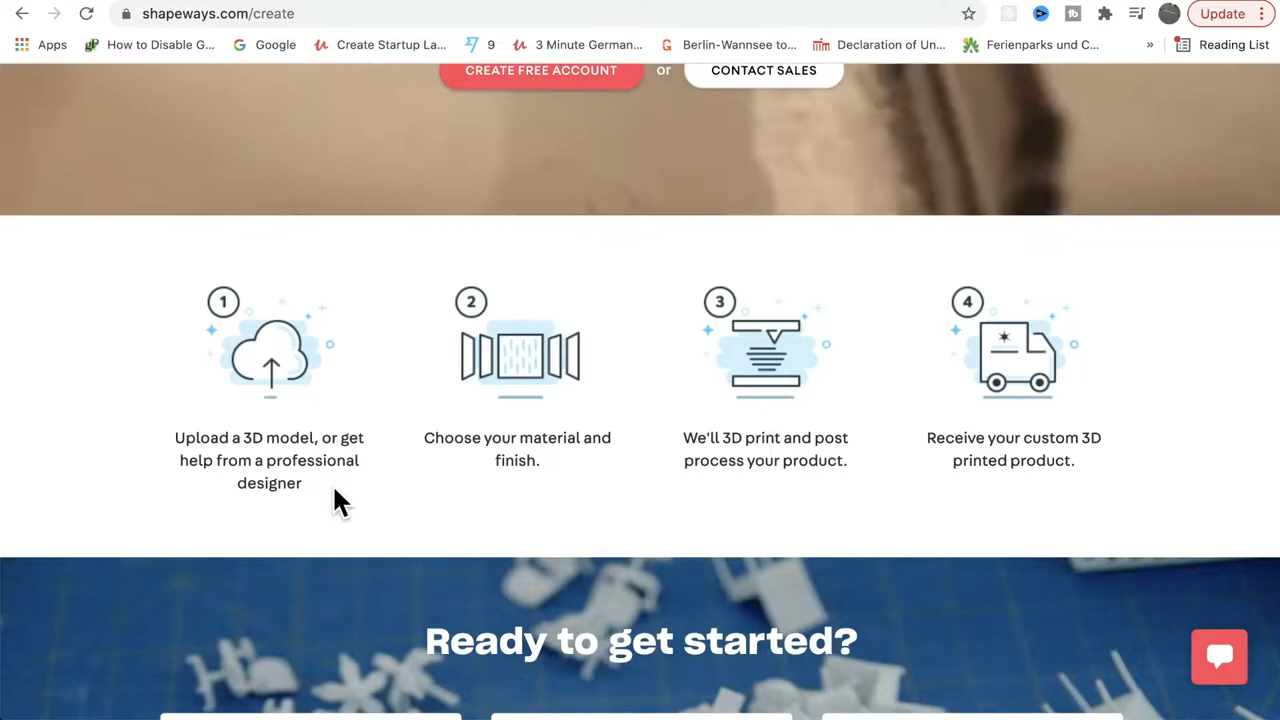 shapeways.com/create
Update
Apps
How to Disable G...
Google
Create Startup La...
9
3 Minute German...
Berlin-Wannsee to...
Declaration of Un...
Ferienparks und C...
»
Reading List
CREATE FREE ACCOUNT or CONTACT SALES
1
2
3
4
Upload a 3D model, or get
help from a professional
designer
Choose your material and
finish.
We'll 3D print and post
process your product.
Receive your custom 3D
printed product.
Ready to get started?